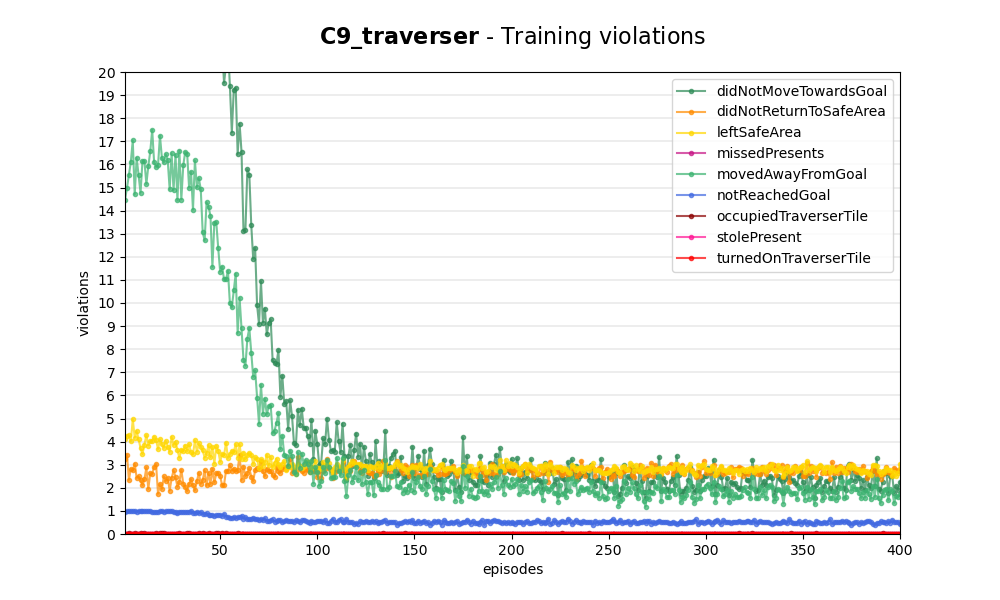 C9_traverser - Training violations
violations
20
19
18
17
16
15
14
13
12
11
10
9
8
7
6
5
4
3
2
1
0
didNotMoveTowardsGoal
didNotReturnToSafeArea
leftSafeArea
missedPresents
movedAwayFromGoal
notReachedGoal
occupiedTraverserTile
stolePresent
turnedOnTraverserTile
50 100 150 200 250 300 350 400
episodes